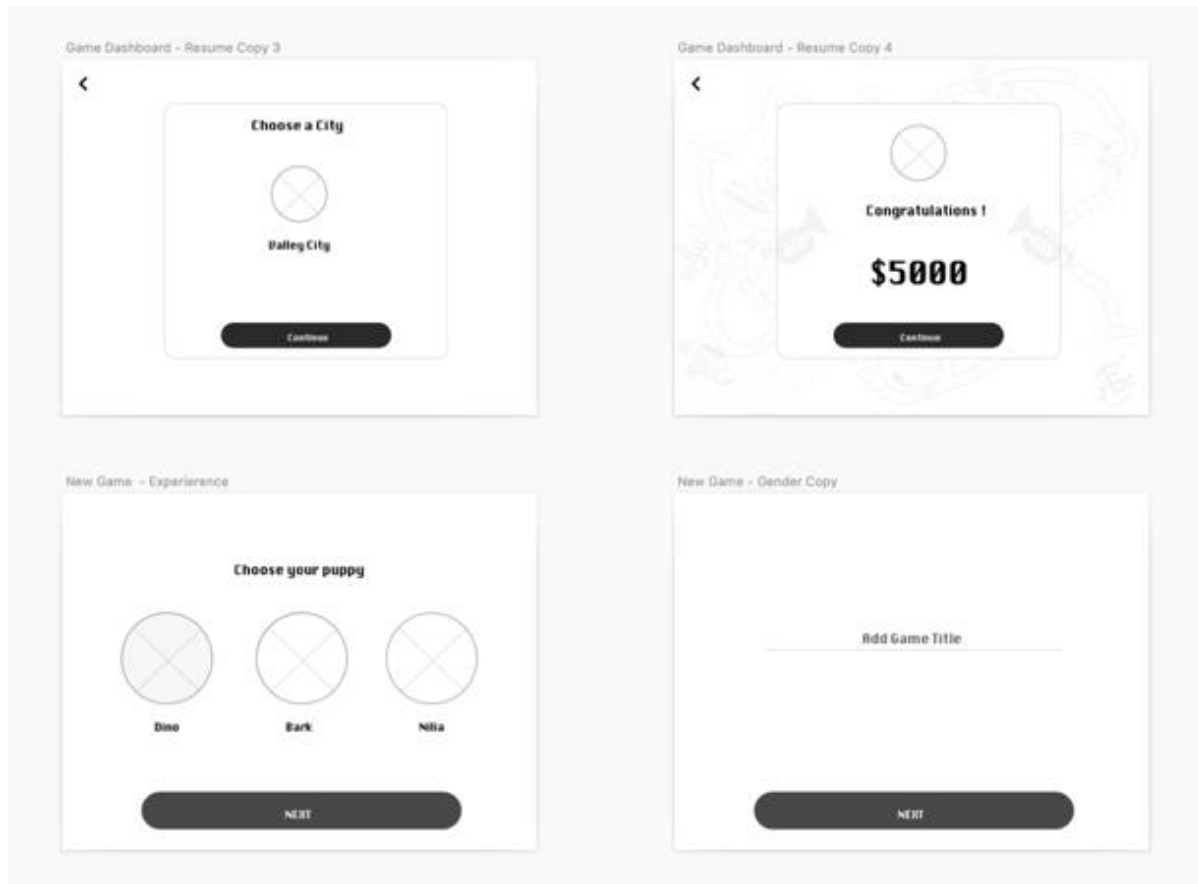 Game Dashboard - Resume Copy 3
Choose a City
Valley City
Continue
Game Dashboard - Resume Copy 4
Congratulations !
$5000
Continue
New Game - Experierence
Choose your puppy
Dino
Bark
Nilia
NEXT
New Game - Gender Copy
Add Game Title
NEXT